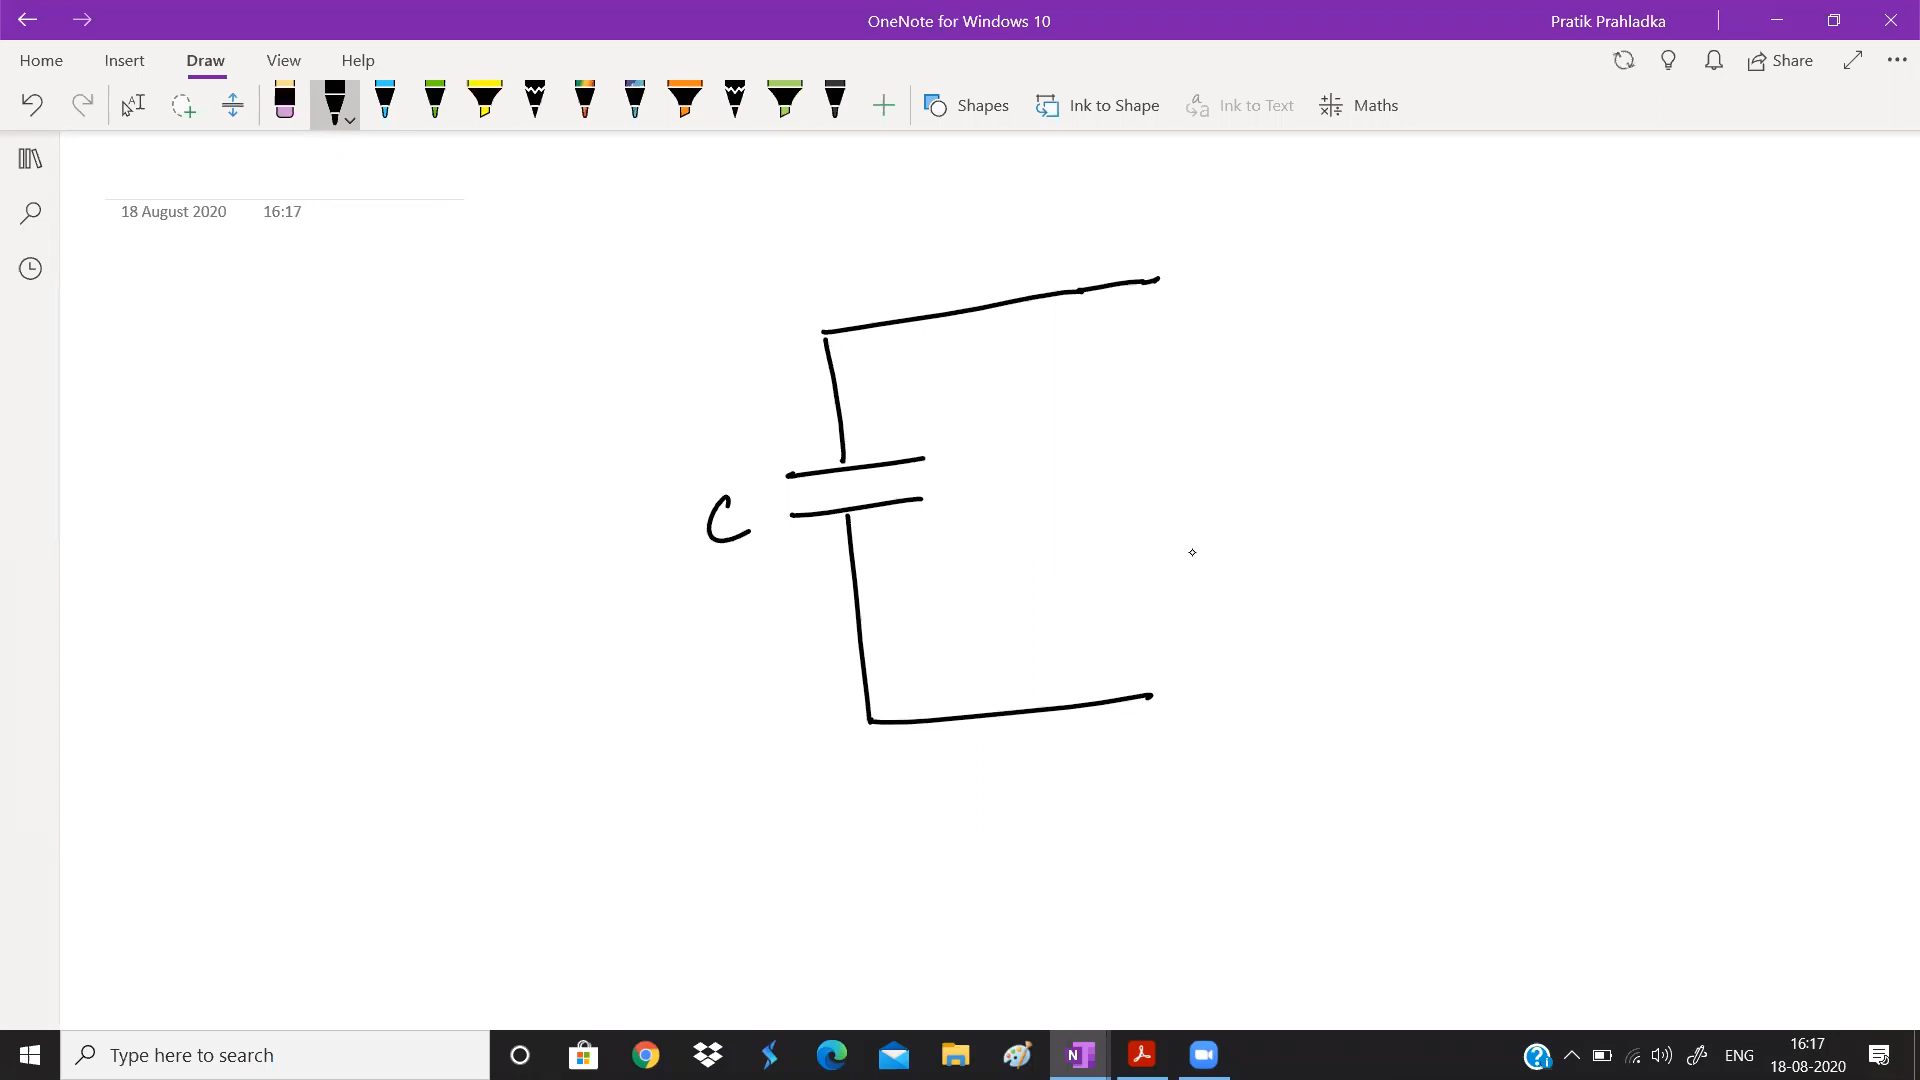 OneNote for Windows 10
Pratik Prahladka
Home Insert Draw View Help
Share
Shapes Ink to Shape Ink to Text Maths
18 August 2020 16:17
C
Type here to search
ENG
16:17
18-08-2020